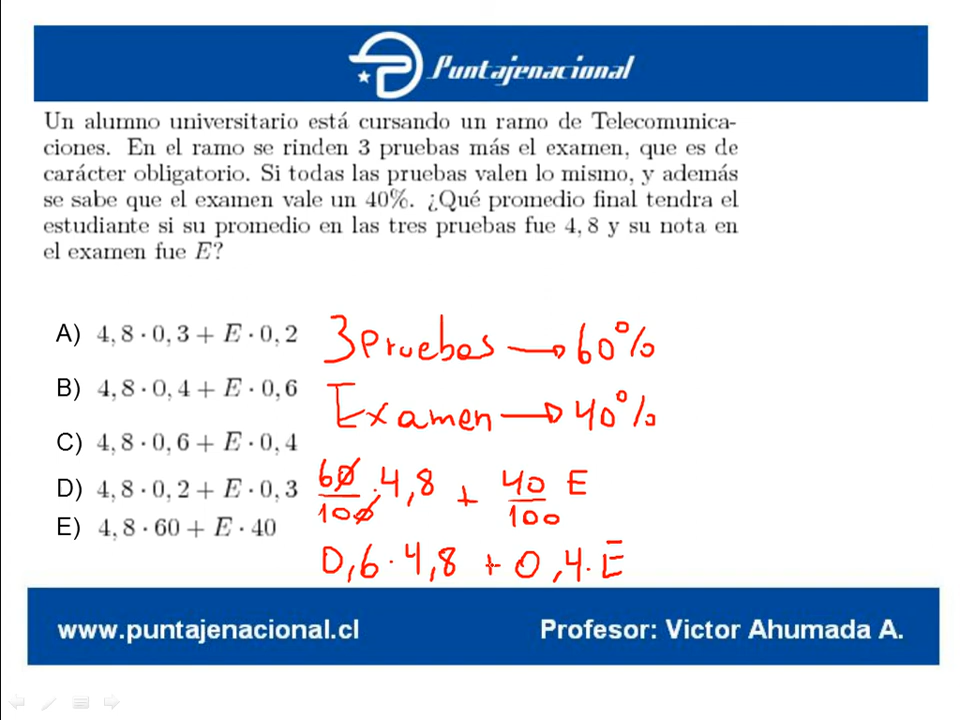 Puntajenacional
Un alumno universitario está cursando un ramo de Telecomunica-
ciones. En el ramo se rinden 3 pruebas más el examen, que es de
carácter obligatorio. Si todas las pruebas valen lo mismo, y además
se sabe que el examen vale un 40%. ¿Qué promedio final tendra el
estudiante si su promedio en las tres pruebas fue 4, 8 y su nota en
el examen fue E?
A) 4, 8 · 0, 3 + E · 0, 2
B) 4, 8 · 0, 4 + E · 0, 6
C) 4, 8 · 0, 6 + E · 0, 4
D) 4, 8 · 0, 2 + E · 0, 3
E) 4, 8 · 60 + E · 40
3 Pruebas → 60%
Examen → 40%
60/100 · 4,8 + 40/100 E
0,6 · 4,8 + 0,4 · E
www.puntajenacional.cl
Profesor: Victor Ahumada A.